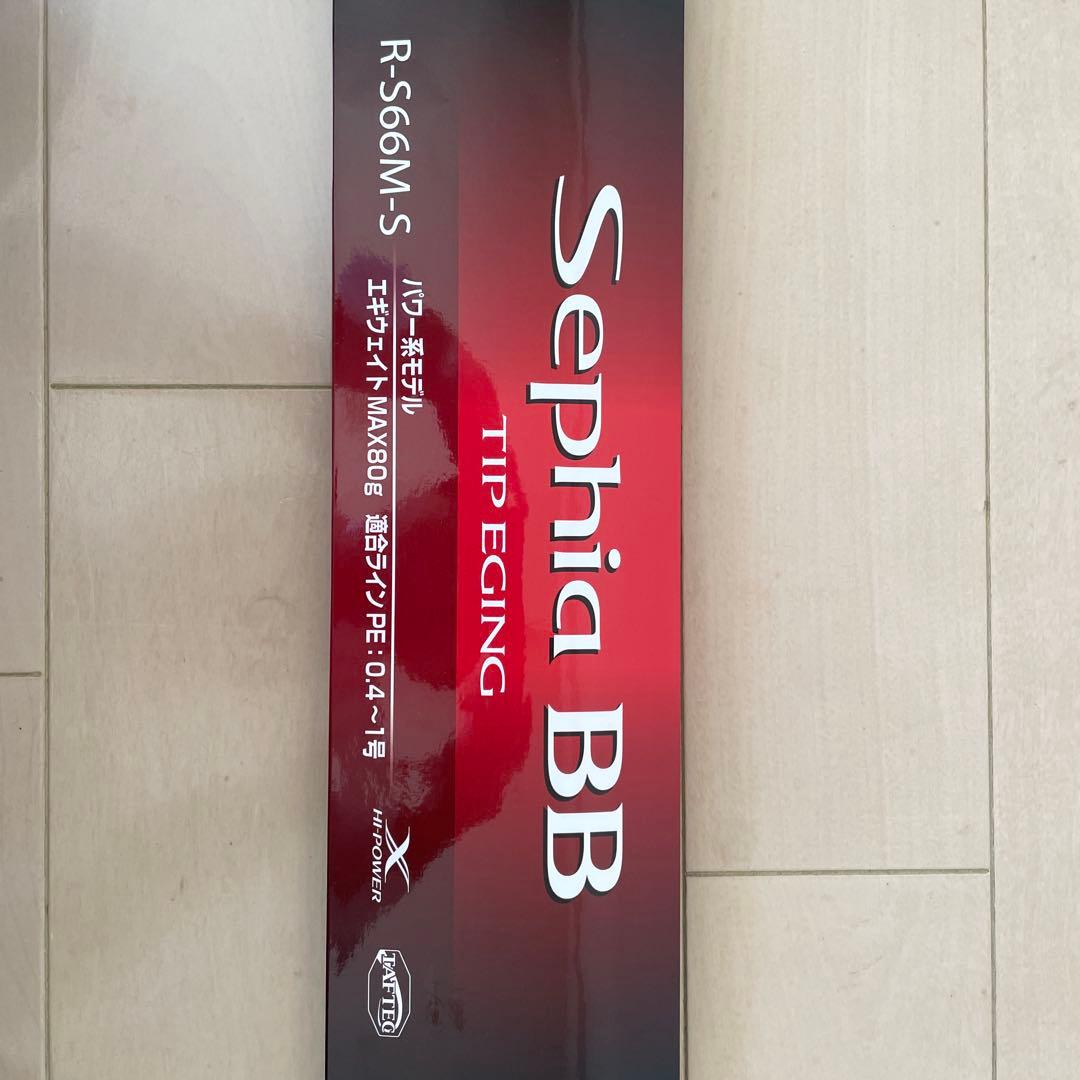 Sephia BB
TIP EGING
R-S66M-S
パワー系モデル
エギウェイトMAX80g 適合ラインPE:0.4~1号
X
HI-POWER
TAFTEC